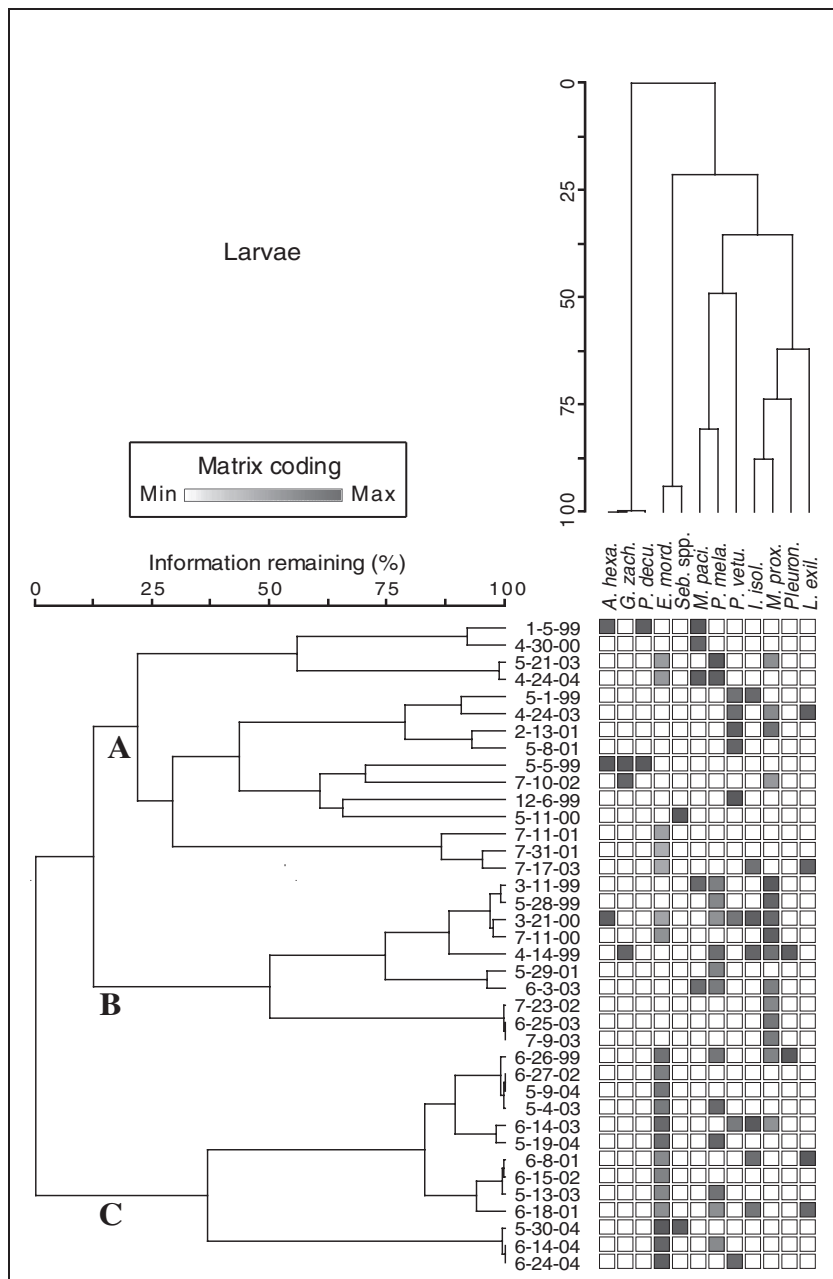 Larvae
0
25
50
75
100
Matrix coding
Min Max
Information remaining (%)
0 25 50 75 100
A. hexa.
G. zach.
P. decu.
E. mord.
Seb. spp.
M. paci.
P. mela.
P. vetu.
I. isol.
M. prox.
Pleuron.
L. exil.
1-5-99
4-30-00
5-21-03
4-24-04
5-1-99
4-24-03
2-13-01
A
5-8-01
5-5-99
7-10-02
12-6-99
5-11-00
7-11-01
7-31-01
7-17-03
3-11-99
5-28-99
3-21-00
7-11-00
4-14-99
5-29-01
6-3-03
B
7-23-02
6-25-03
7-9-03
6-26-99
6-27-02
5-9-04
5-4-03
6-14-03
5-19-04
6-8-01
6-15-02
5-13-03
C
6-18-01
5-30-04
6-14-04
6-24-04